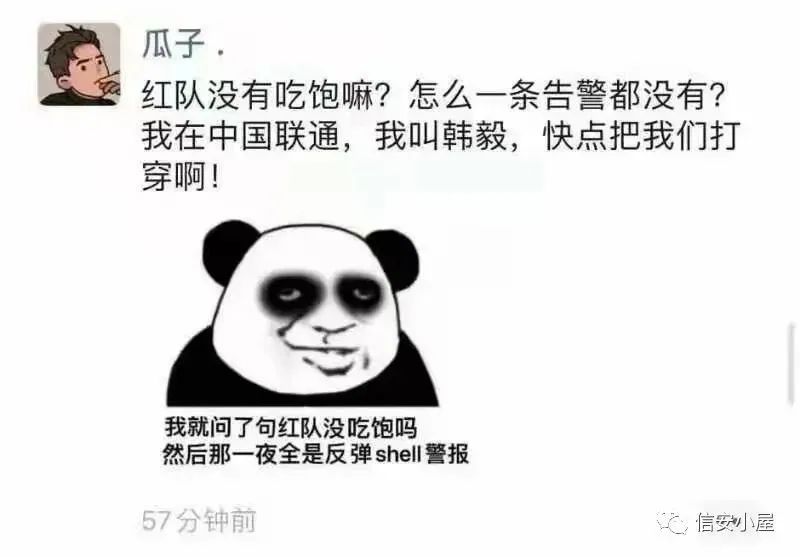 瓜子 .
红队没有吃饱嘛？怎么一条告警都没有？
我在中国联通，我叫韩毅，快点把我们打
穿啊！
我就问了句红队没吃饱吗
然后那一夜全是反弹shell警报
57分钟前
信安小屋